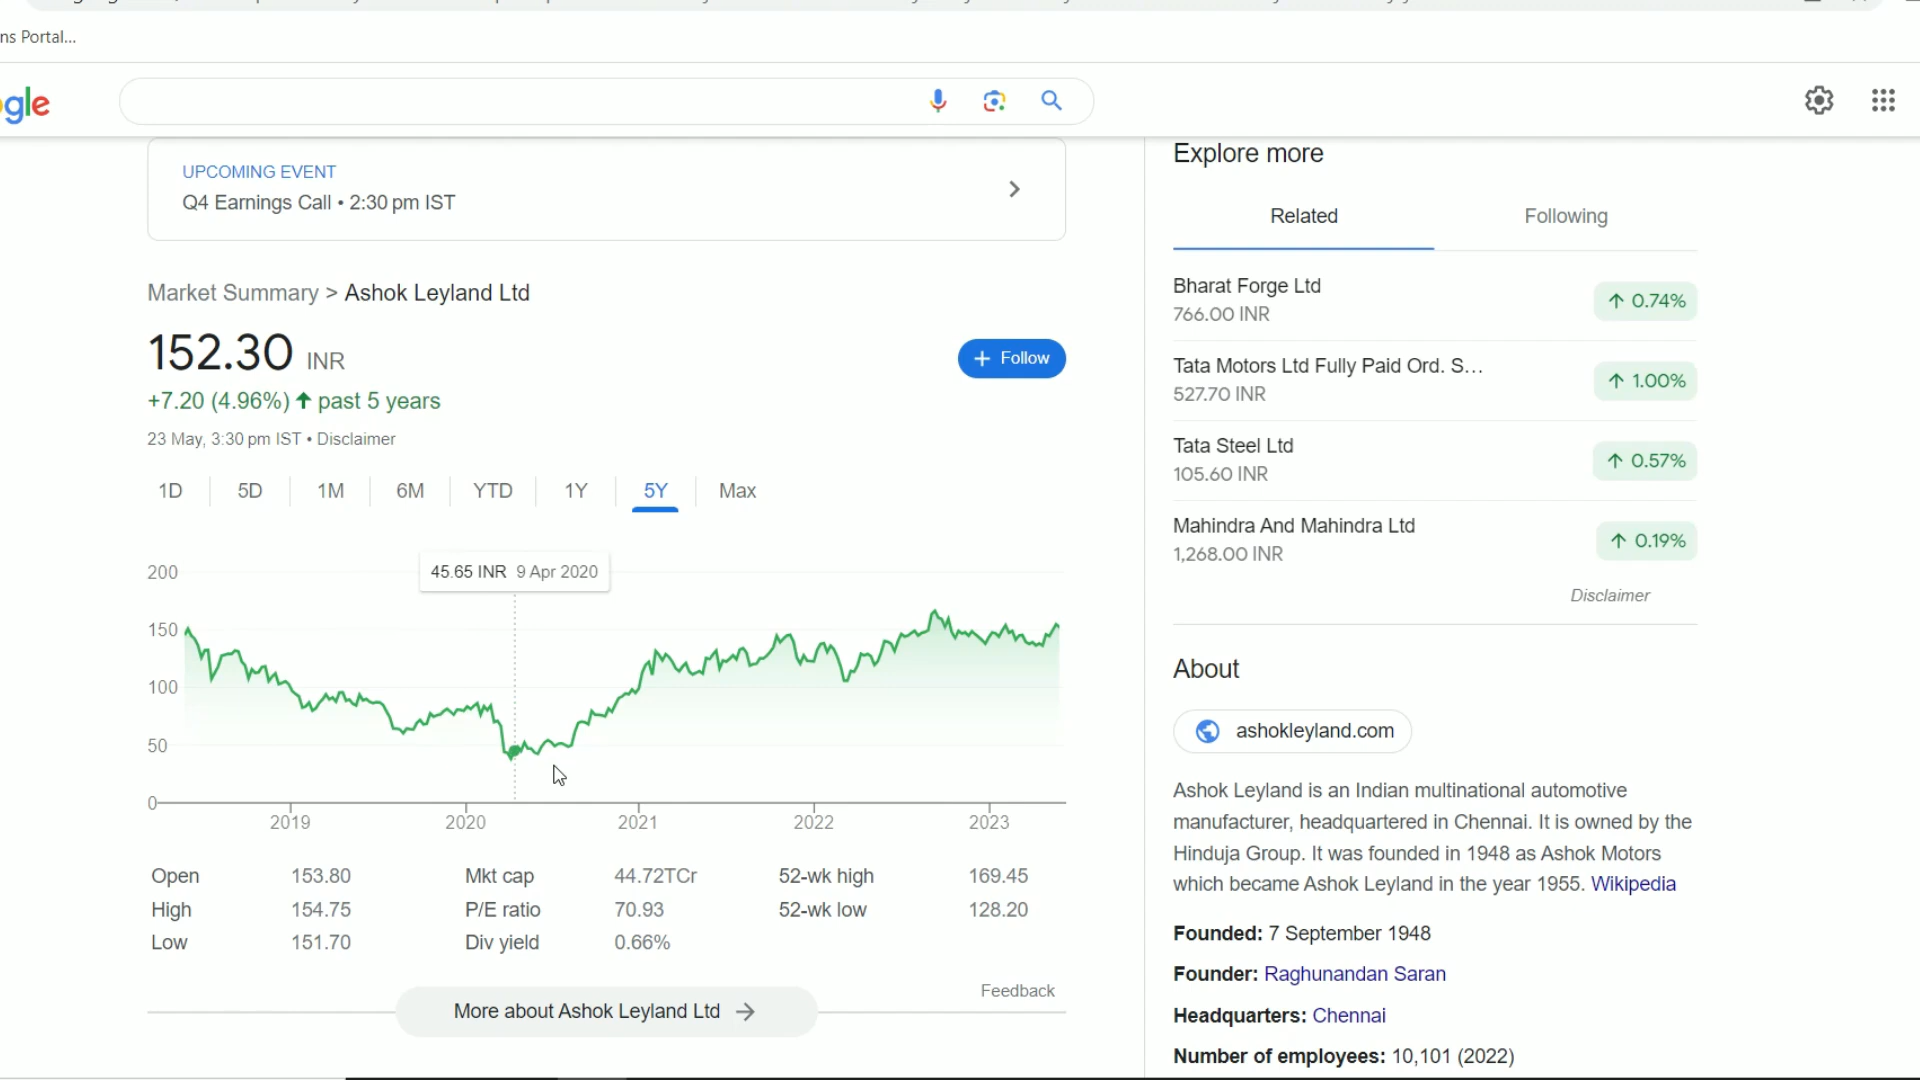 ns Portal...
ogle
UPCOMING EVENT
Q4 Earnings Call • 2:30 pm IST
Market Summary > Ashok Leyland Ltd
152.30 INR
+ Follow
+7.20 (4.96%) ↑ past 5 years
23 May, 3:30 pm IST • Disclaimer
1D 5D 1M 6M YTD 1Y 5Y Max
45.65 INR 9 Apr 2020
200
150
100
50
0
2019 2020 2021 2022 2023
Open 153.80 Mkt cap 44.72TCr 52-wk high 169.45
High 154.75 P/E ratio 70.93 52-wk low 128.20
Low 151.70 Div yield 0.66%
Feedback
More about Ashok Leyland Ltd →
Explore more
Related Following
Bharat Forge Ltd
766.00 INR
↑ 0.74%
Tata Motors Ltd Fully Paid Ord. S...
527.70 INR
↑ 1.00%
Tata Steel Ltd
105.60 INR
↑ 0.57%
Mahindra And Mahindra Ltd
1,268.00 INR
↑ 0.19%
Disclaimer
About
ashokleyland.com
Ashok Leyland is an Indian multinational automotive
manufacturer, headquartered in Chennai. It is owned by the
Hinduja Group. It was founded in 1948 as Ashok Motors
which became Ashok Leyland in the year 1955. Wikipedia
Founded: 7 September 1948
Founder: Raghunandan Saran
Headquarters: Chennai
Number of employees: 10,101 (2022)